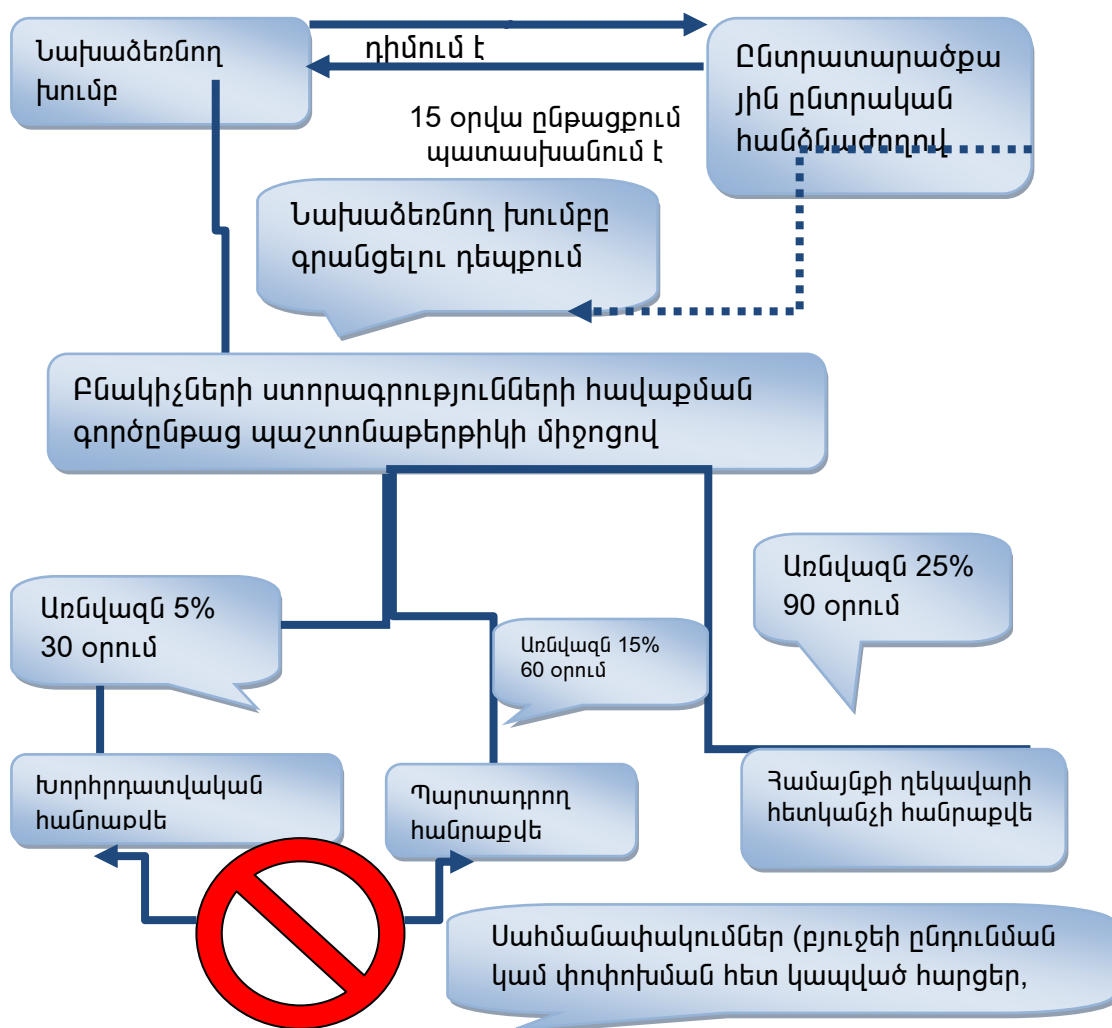 Նախաձեռնող
խումբ
դիմում է
Ընտրատարածքա
յին ընտրական
հանձնաժողով
15 օրվա ընթացքում
պատասխանում է
Նախաձեռնող խումբը
գրանցելու դեպքում
Բնակիչների ստորագրությունների հավաքման
գործընթաց պաշտոնաթերթիկի միջոցով
Առնվազն 5%
30 օրում
Առնվազն 15%
60 օրում
Առնվազն 25%
90 օրում
Խորհրդատվական
հանրաքվե
Պարտադրող
հանրաքվե
Համայնքի ղեկավարի
հետկանչի հանրաքվե
Սահմանափակումներ (բյուջեի ընդունման
կամ փոփոխման հետ կապված հարցեր,